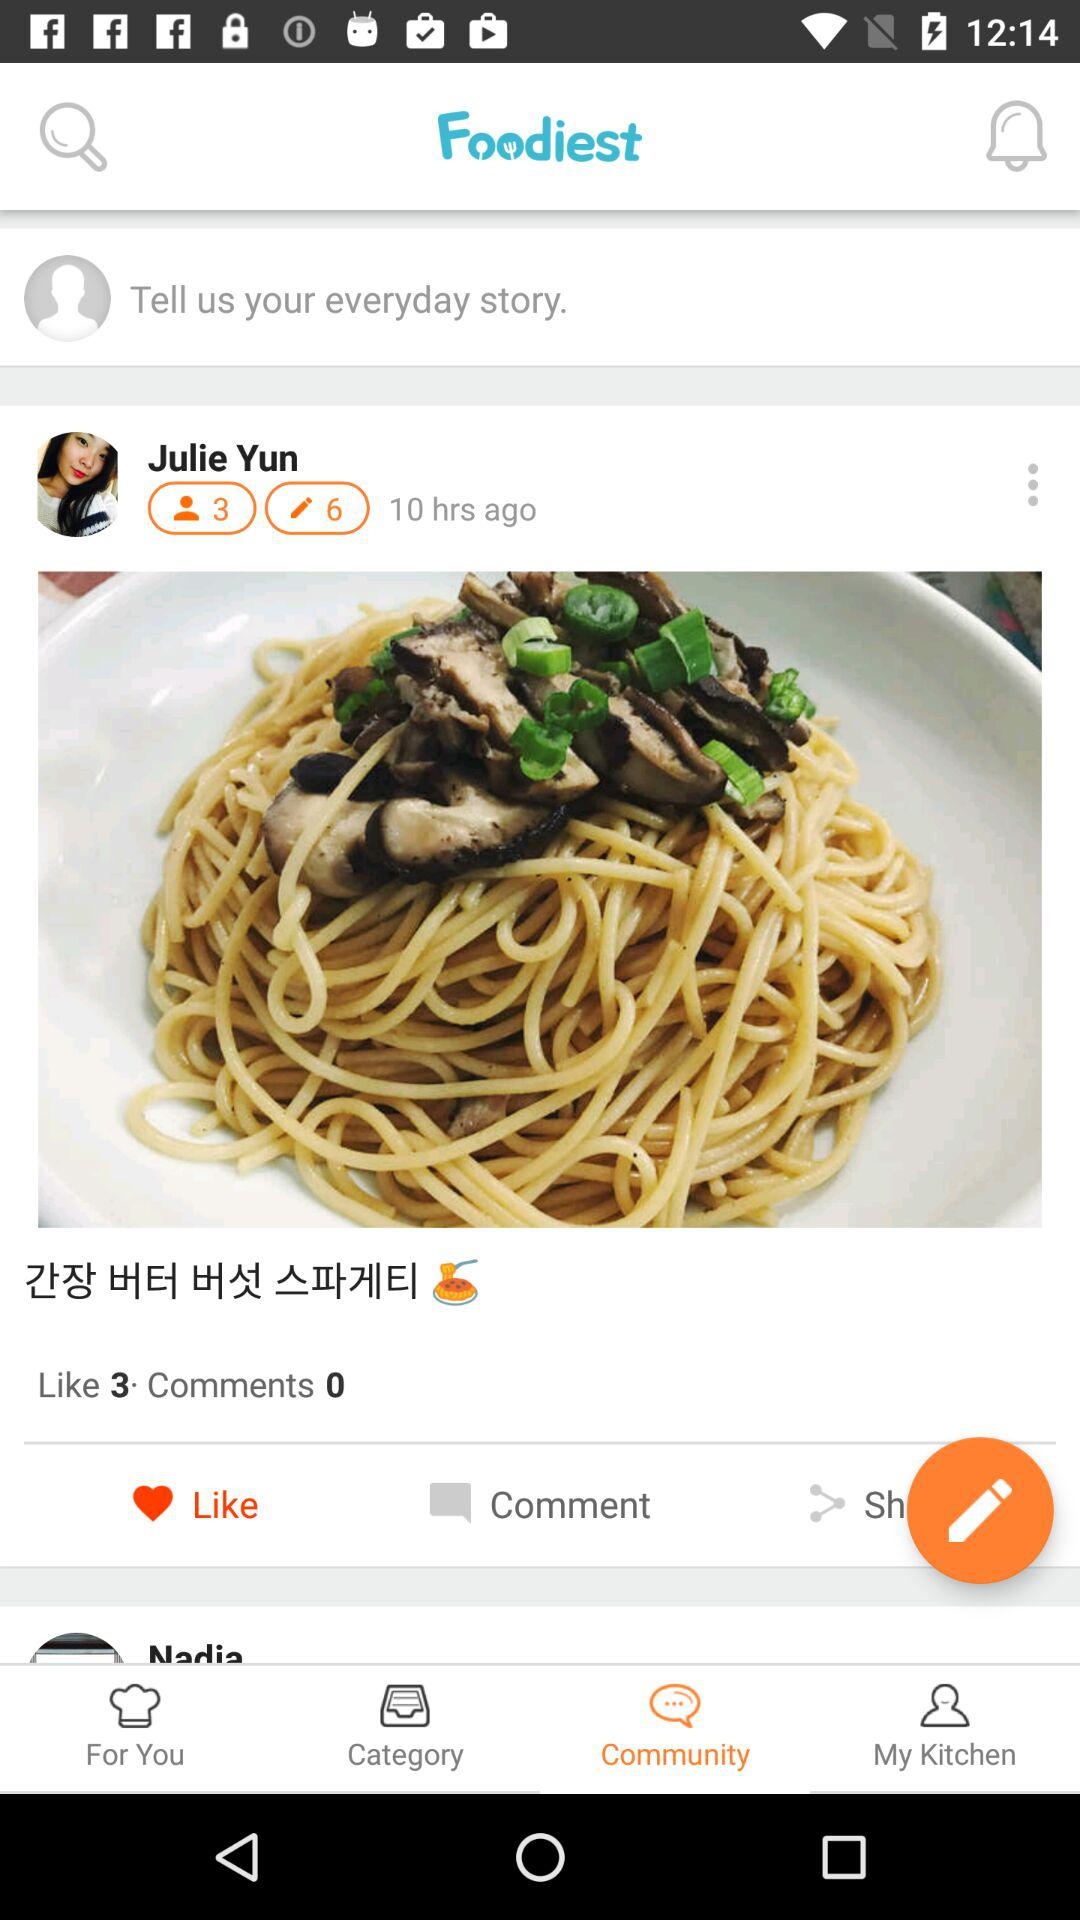 12:14
Foodiest
Tell us your everyday story.
Julie Yun
3 6 10 hrs ago
간장 버터 버섯 스파게티 🍝
Like 3· Comments 0
Like Comment Sh
Nadia
For You Category Community My Kitchen